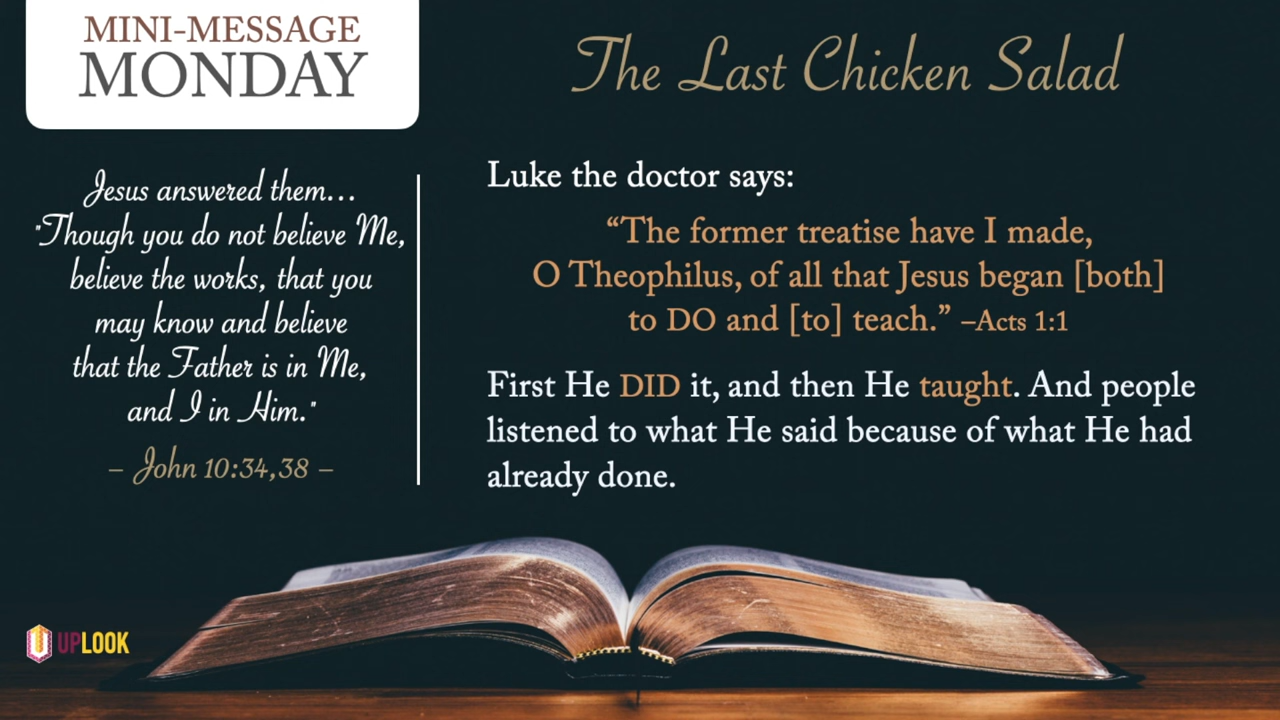 MINI-MESSAGE
MONDAY
The Last Chicken Salad
Jesus answered them...
"Though you do not believe Me,
believe the works, that you
may know and believe
that the Father is in Me,
and I in Him."
– John 10:34,38 –
Luke the doctor says:
“The former treatise have I made,
O Theophilus, of all that Jesus began [both]
to DO and [to] teach.” –Acts 1:1
First He DID it, and then He taught. And people
listened to what He said because of what He had
already done.
UPLOOK